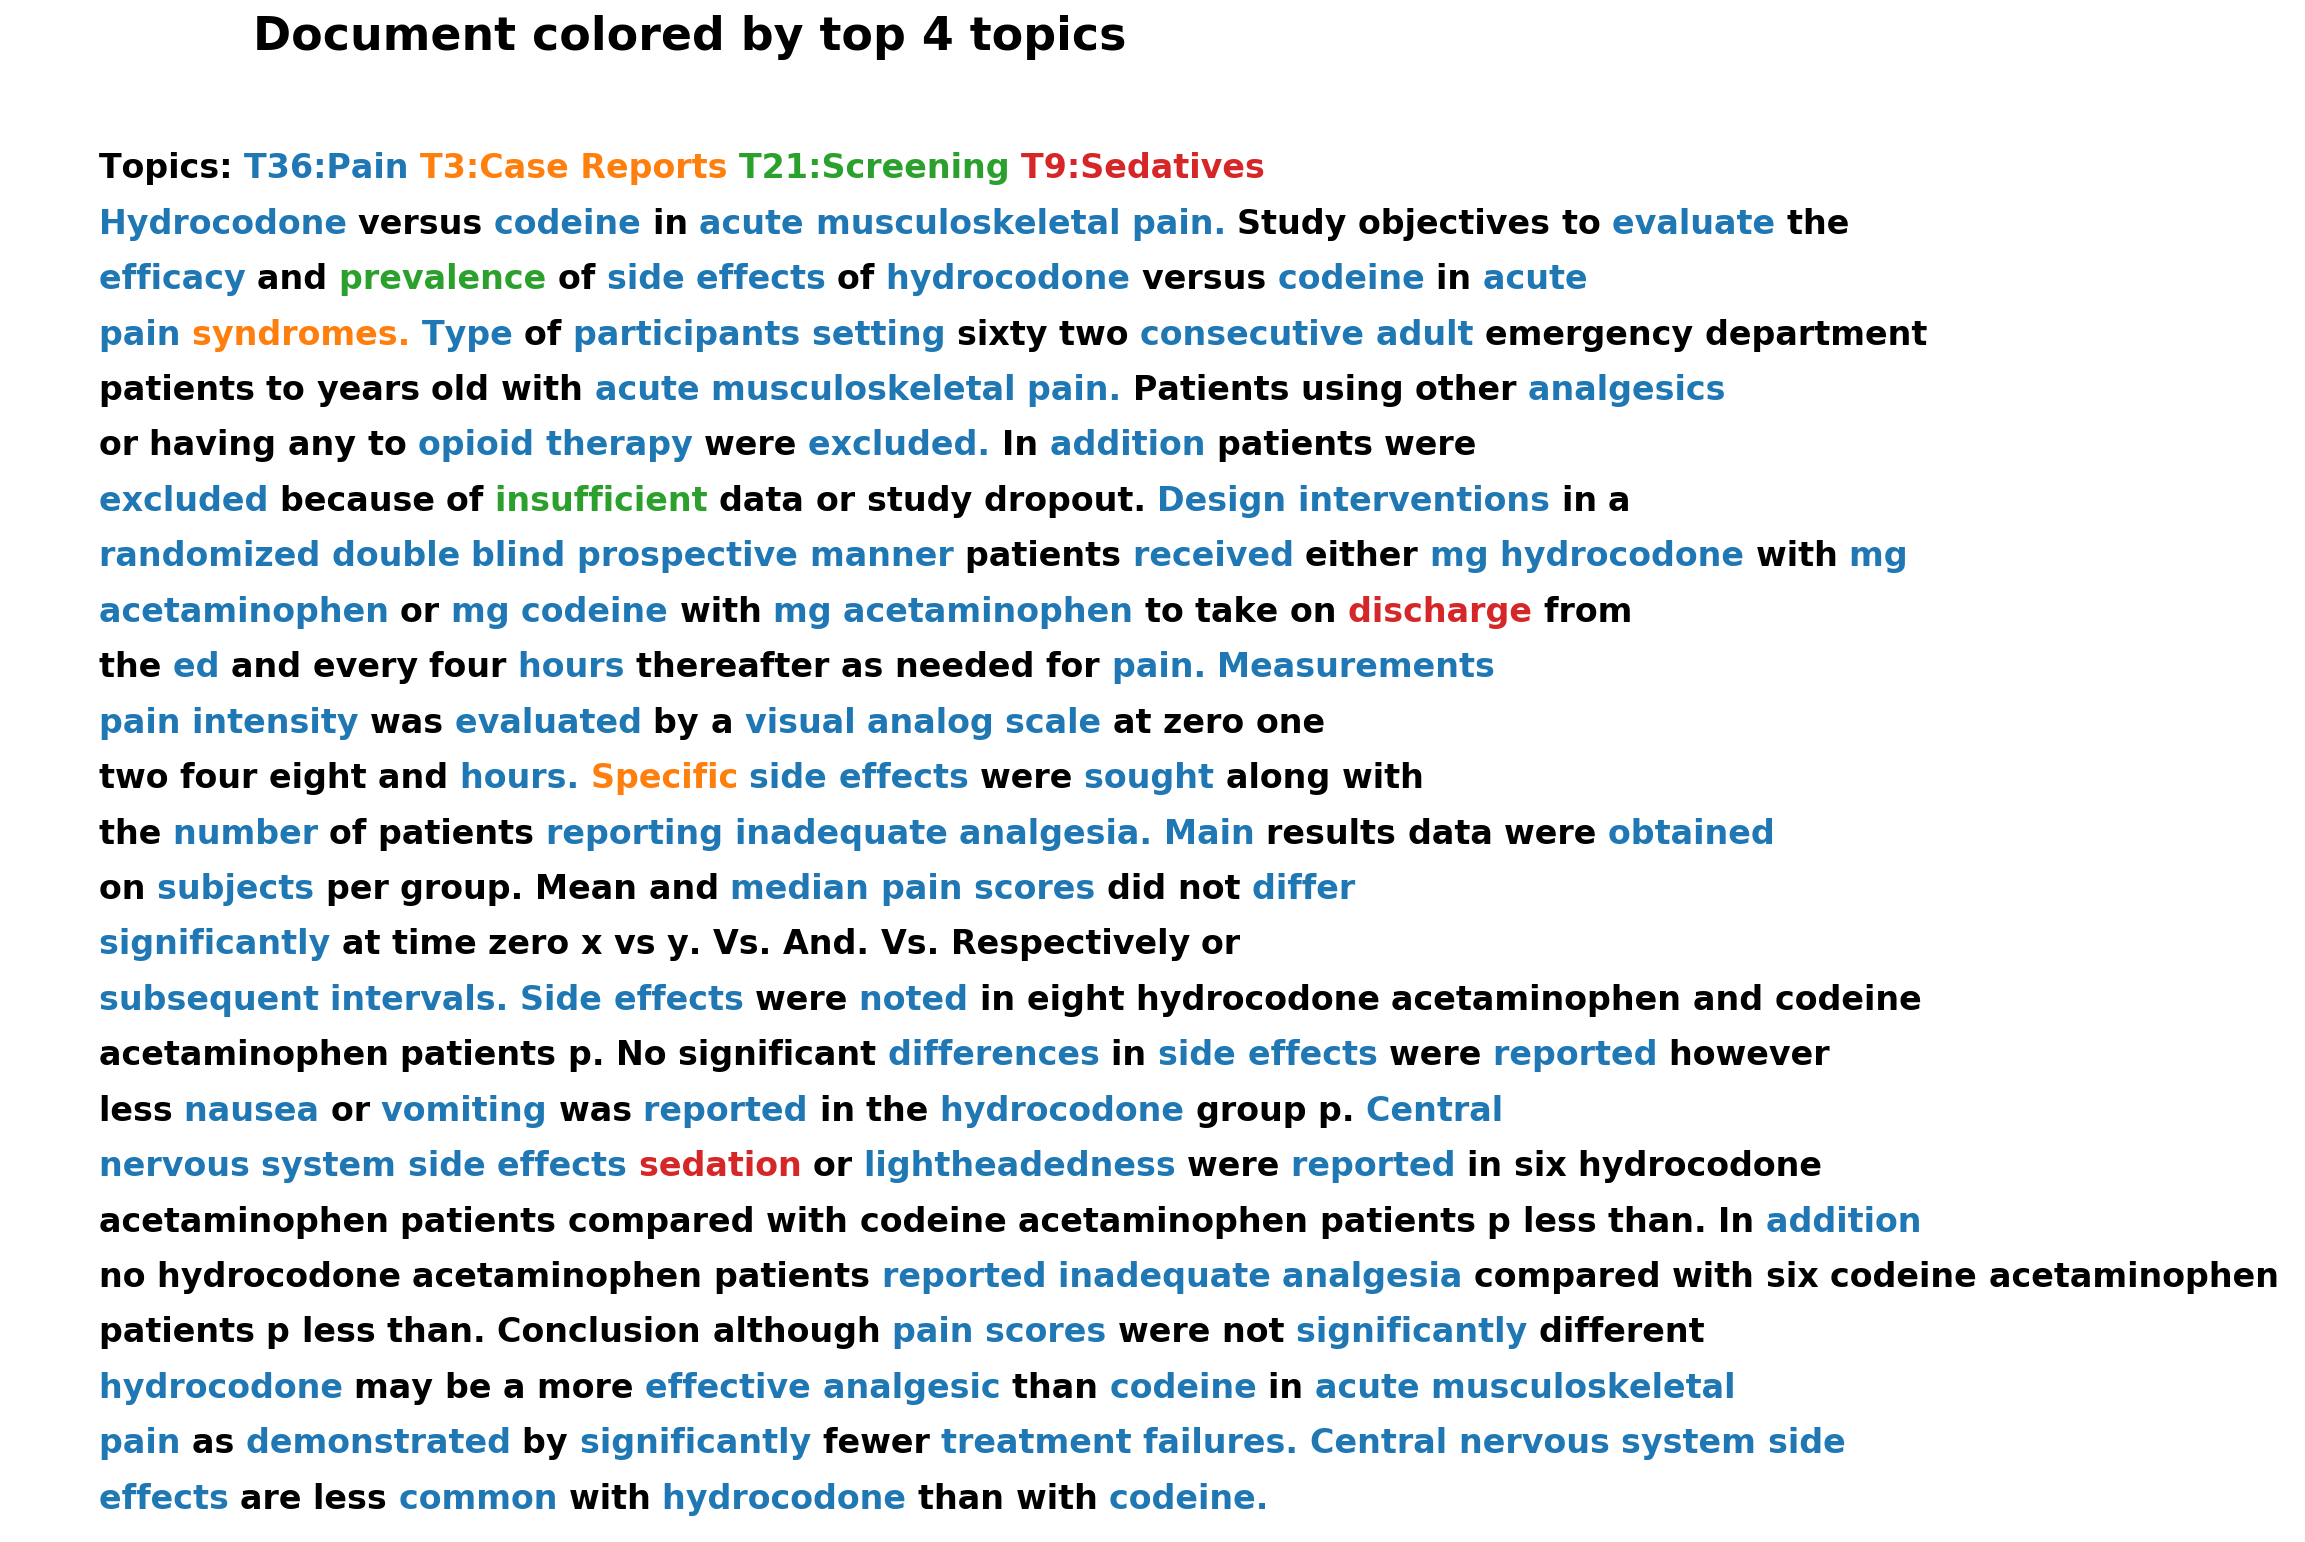 Document colored by top 4 topics
Topics: T36:Pain T3:Case Reports T21:Screening T9:Sedatives
Hydrocodone versus codeine in acute musculoskeletal pain. Study objectives to evaluate the
efficacy and prevalence of side effects of hydrocodone versus codeine in acute
pain syndromes. Type of participants setting sixty two consecutive adult emergency department
patients to years old with acute musculoskeletal pain. Patients using other analgesics
or having any to opioid therapy were excluded. In addition patients were
excluded because of insufficient data or study dropout. Design interventions in a
randomized double blind prospective manner patients received either mg hydrocodone with mg
acetaminophen or mg codeine with mg acetaminophen to take on discharge from
the ed and every four hours thereafter as needed for pain. Measurements
pain intensity was evaluated by a visual analog scale at zero one
two four eight and hours. Specific side effects were sought along with
the number of patients reporting inadequate analgesia. Main results data were obtained
on subjects per group. Mean and median pain scores did not differ
significantly at time zero x vs y. Vs. And. Vs. Respectively or
subsequent intervals. Side effects were noted in eight hydrocodone acetaminophen and codeine
acetaminophen patients p. No significant differences in side effects were reported however
less nausea or vomiting was reported in the hydrocodone group p. Central
nervous system side effects sedation or lightheadedness were reported in six hydrocodone
acetaminophen patients compared with codeine acetaminophen patients p less than. In addition
no hydrocodone acetaminophen patients reported inadequate analgesia compared with six codeine acetaminophen
patients p less than. Conclusion although pain scores were not significantly different
hydrocodone may be a more effective analgesic than codeine in acute musculoskeletal
pain as demonstrated by significantly fewer treatment failures. Central nervous system side
effects are less common with hydrocodone than with codeine.